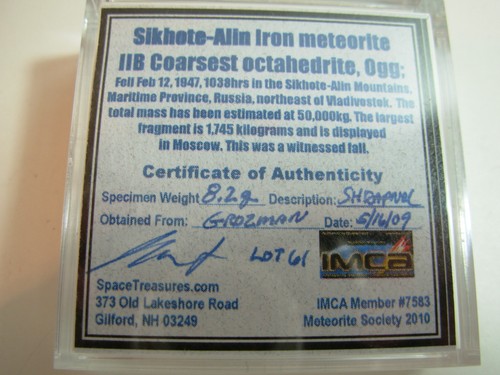 Sikhote-Alin Iron meteorite
IIB Coarsest octahedrite, Ogg;
Fell Feb 12, 1947, 1038hrs in the Sikhote-Alin Mountains,
Maritime Province, Russia, northeast of Vladivostok. The
total mass has been estimated at 50,000kg. The largest
fragment is 1,745 kilograms and is displayed
in Moscow. This was a witnessed fall.
Certificate of Authenticity
Specimen Weight 8.2g Description: SHRAPNEL
Obtained From: GROZMAN Date: 5/16/09
LOT 61
IMCA
SpaceTreasures.com
373 Old Lakeshore Road
Gilford, NH 03249
IMCA Member #7583
Meteorite Society 2010